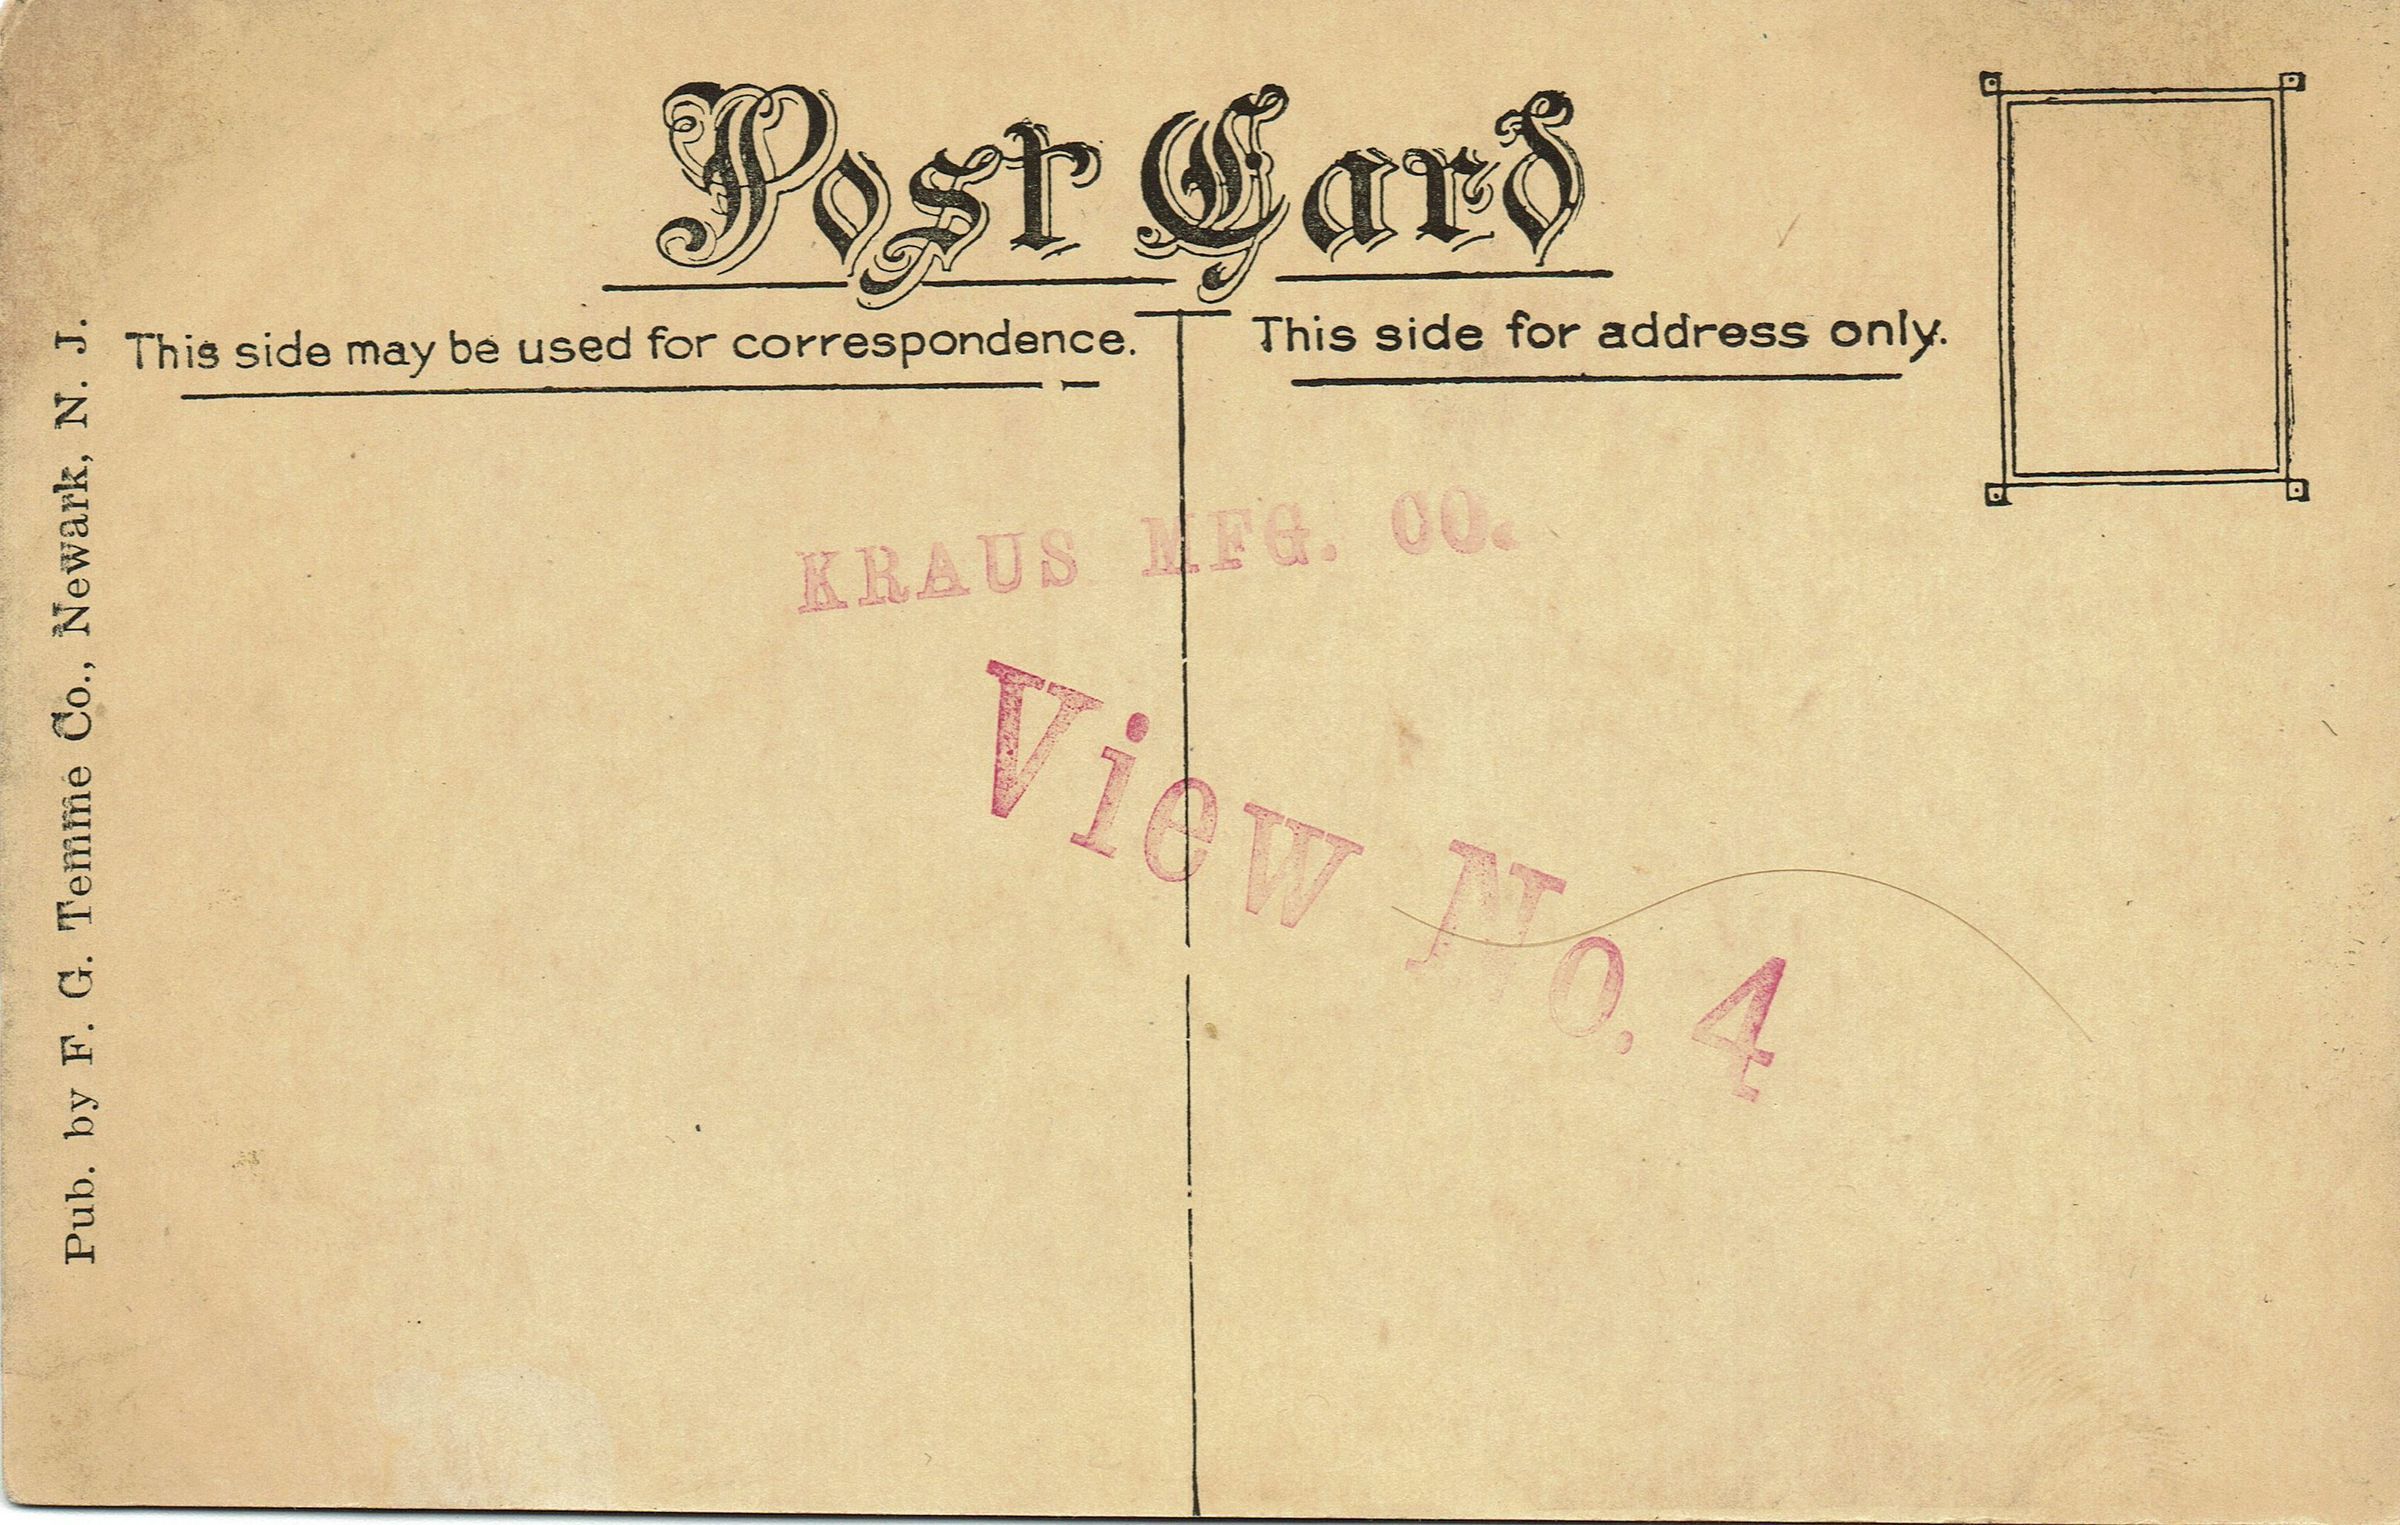 Post Card
This side may be used for correspondence.
This side for address only.
KRAUS MFG. CO.
View No. 4
Pub. by F. G. Temme Co., Newark, N. J.